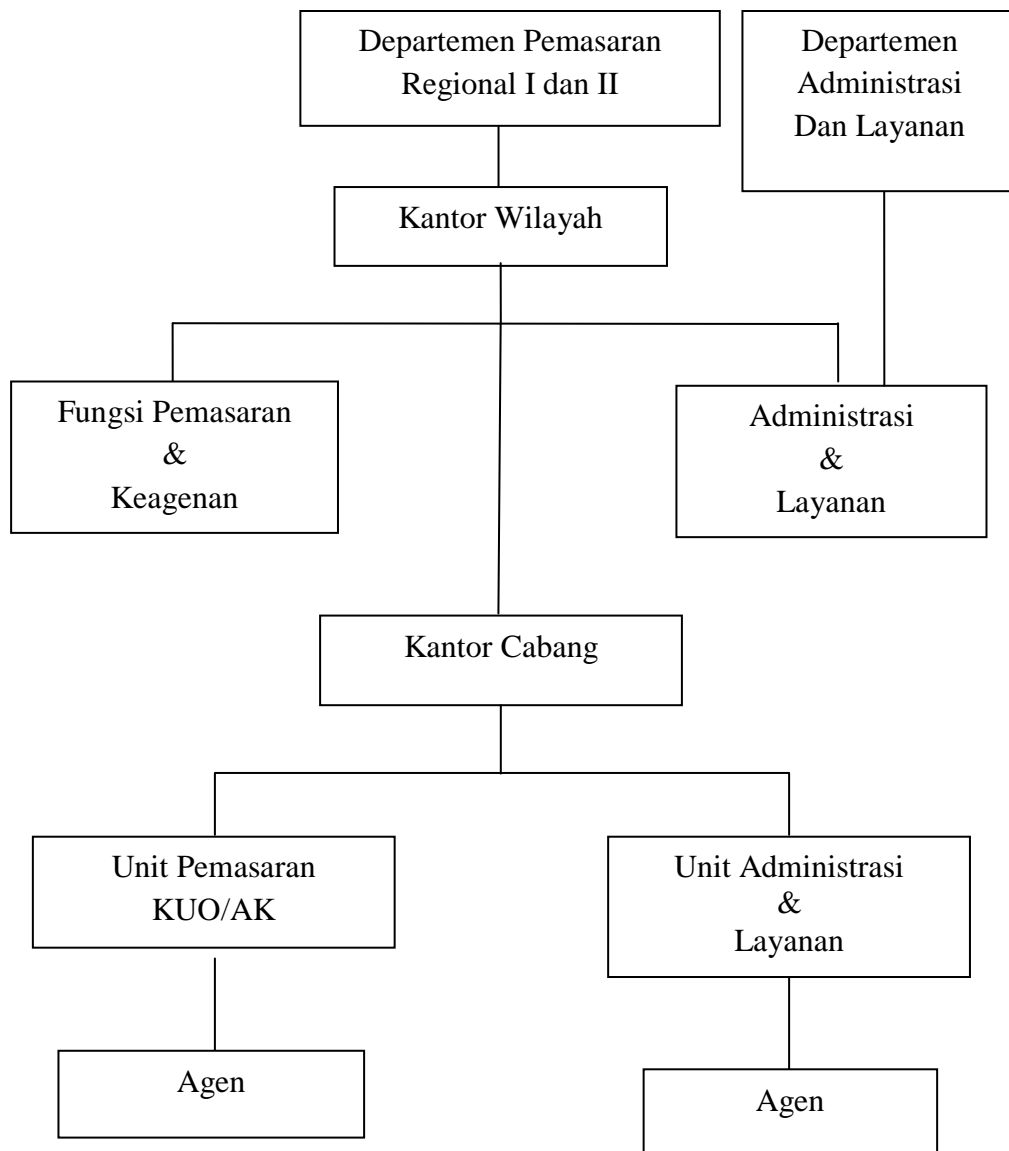 Departemen Pemasaran
Regional I dan II
Departemen
Administrasi
Dan Layanan
Kantor Wilayah
Fungsi Pemasaran
&
Keagenan
Administrasi
&
Layanan
Kantor Cabang
Unit Pemasaran
KUO/AK
Unit Administrasi
&
Layanan
Agen
Agen